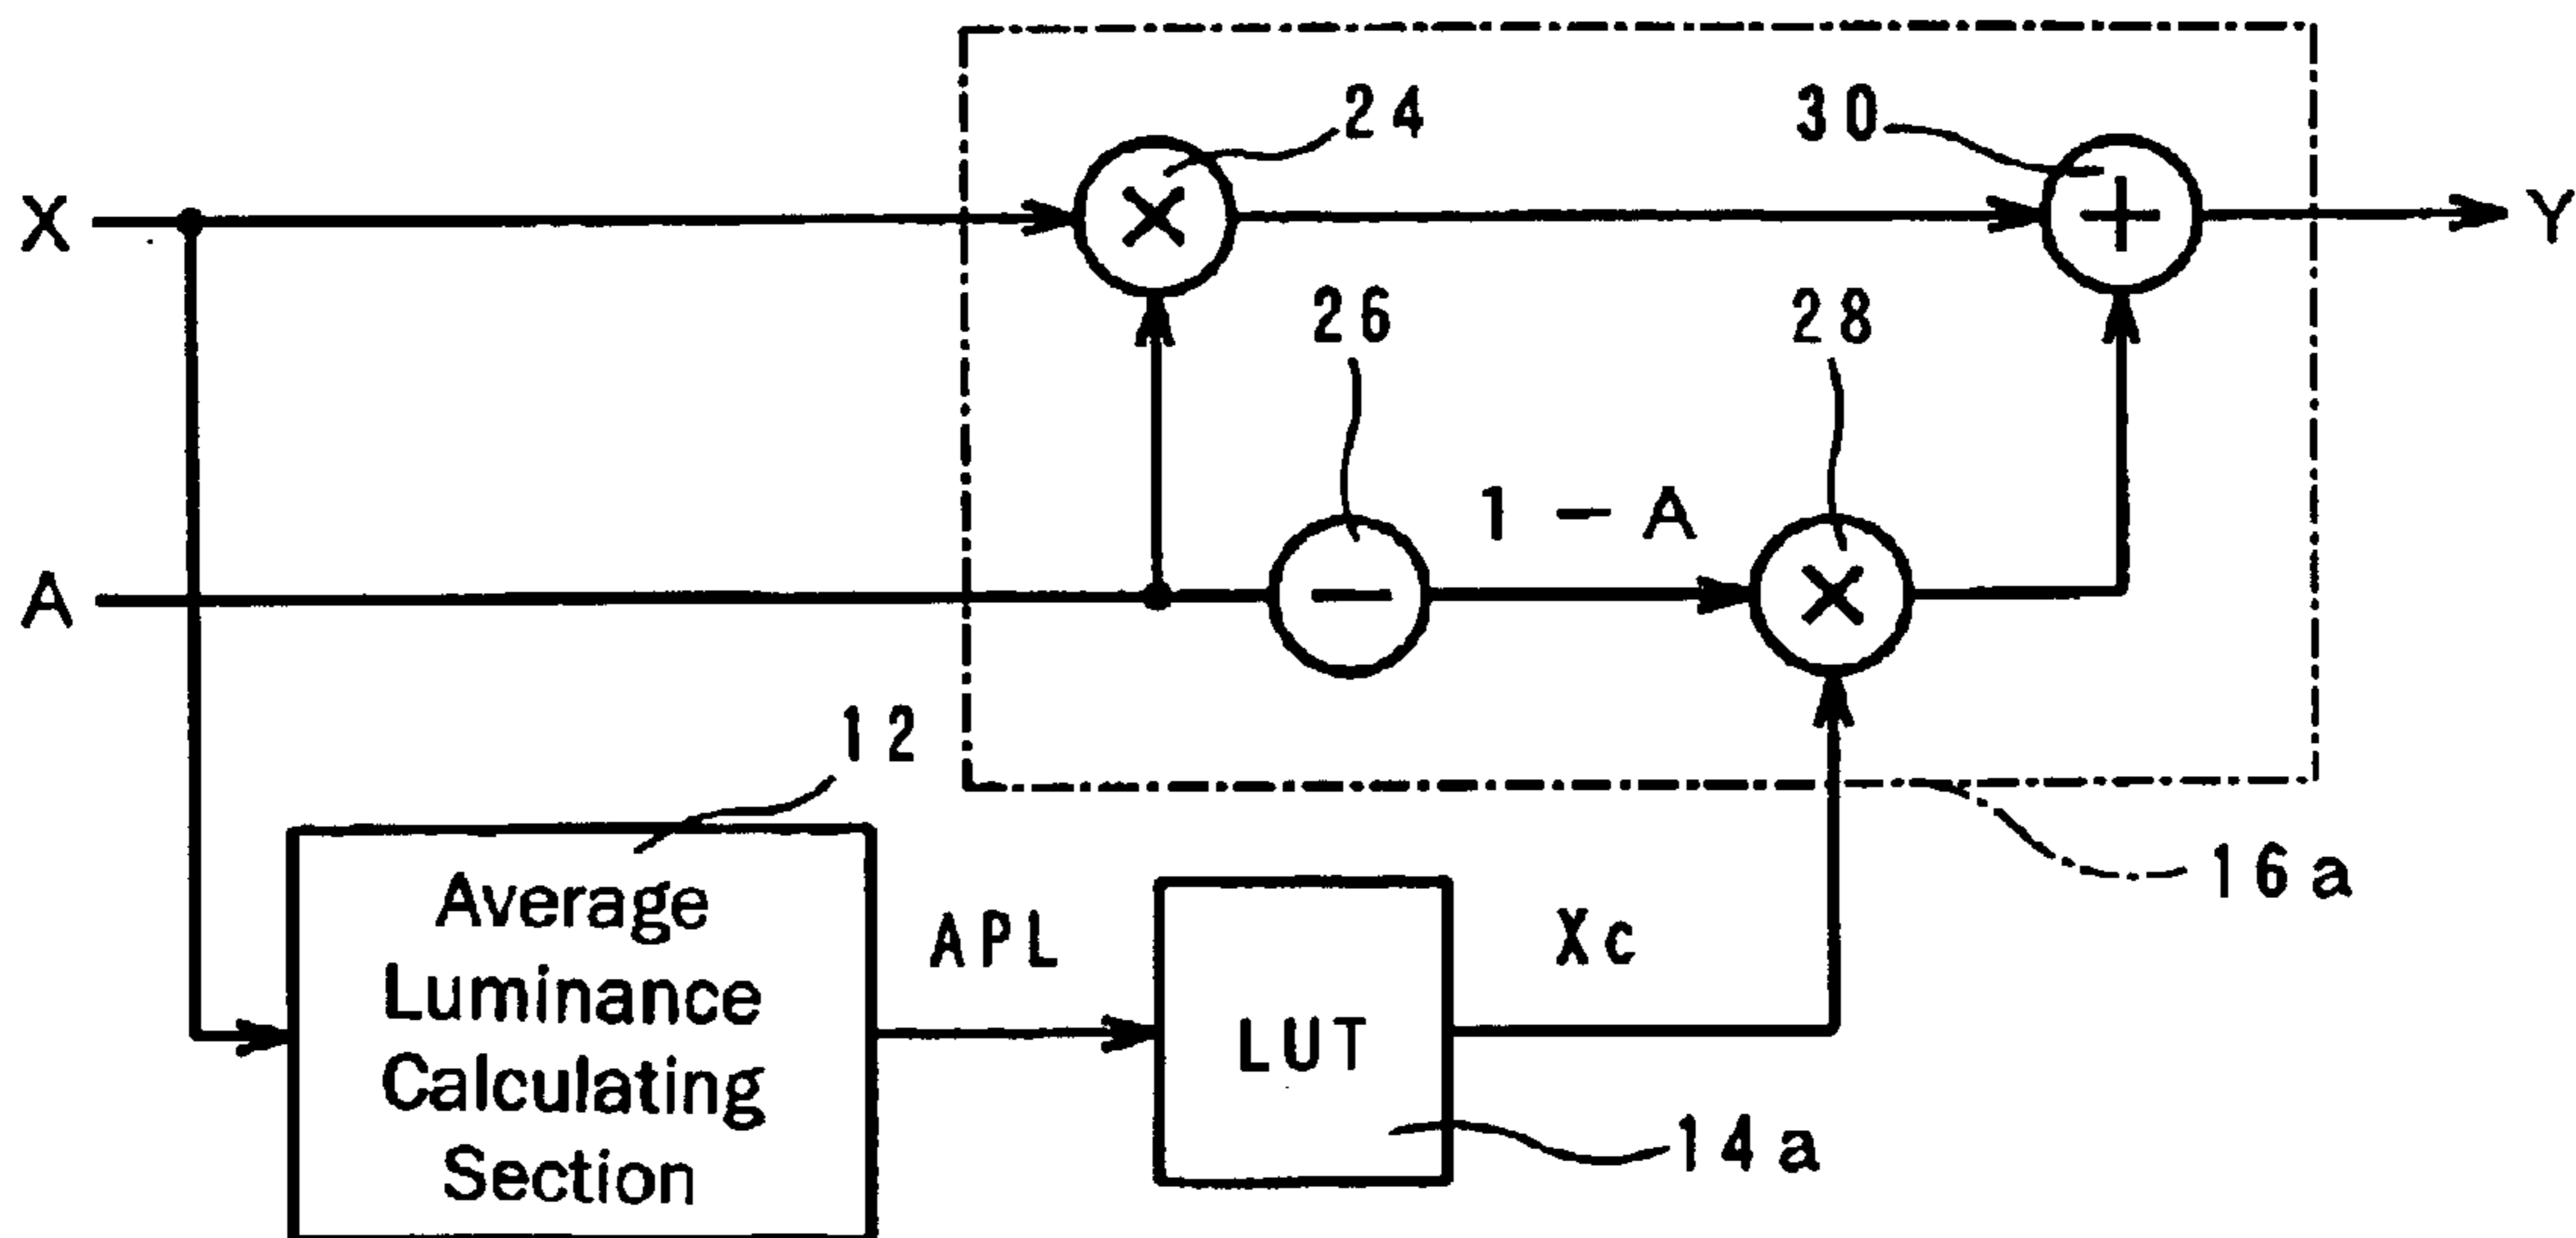 24
30
X
Y
26
28
1 - A
A
12
Average
Luminance
Calculating
Section
APL
LUT
Xc
16a
14a